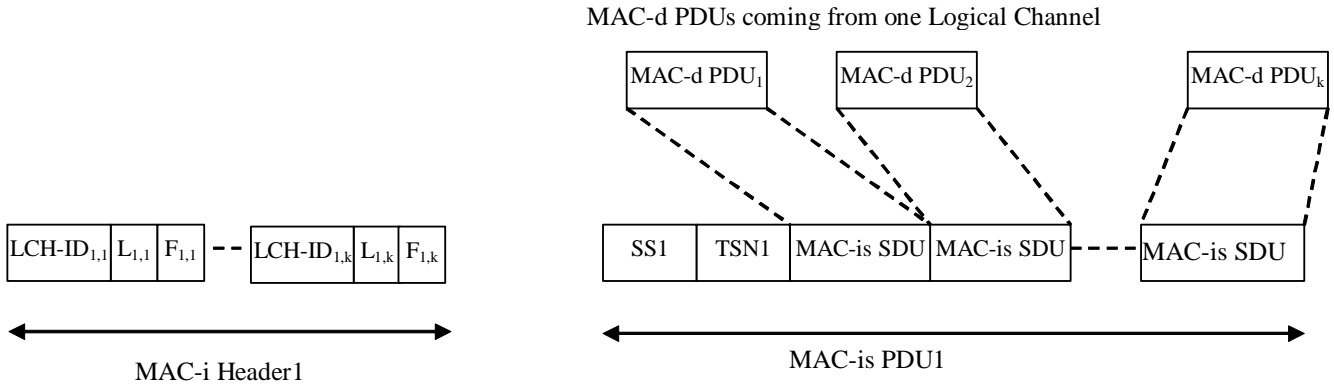 MAC-d PDUs coming from one Logical Channel
MAC-d PDU₁ MAC-d PDU₂ MAC-d PDUₖ
LCH-ID₁,₁ L₁,₁ F₁,₁ LCH-ID₁,ₖ L₁,ₖ F₁,ₖ
SS1 TSN1 MAC-is SDU MAC-is SDU MAC-is SDU
MAC-i Header1
MAC-is PDU1